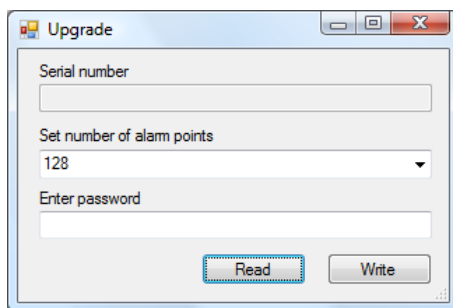 Upgrade
Serial number
Set number of alarm points
128
Enter password
Read Write